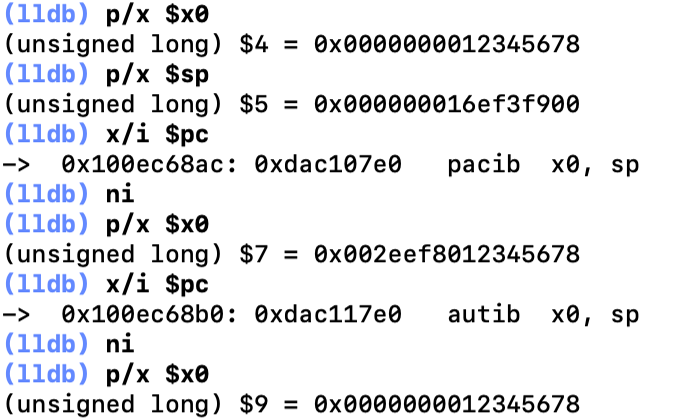 (lldb) p/x $x0
(unsigned long) $4 = 0x0000000012345678
(lldb) p/x $sp
(unsigned long) $5 = 0x000000016ef3f900
(lldb) x/i $pc
-> 0x100ec68ac: 0xdac107e0 pacib x0, sp
(lldb) ni
(lldb) p/x $x0
(unsigned long) $7 = 0x002eef8012345678
(lldb) x/i $pc
-> 0x100ec68b0: 0xdac117e0 autib x0, sp
(lldb) ni
(lldb) p/x $x0
(unsigned long) $9 = 0x0000000012345678